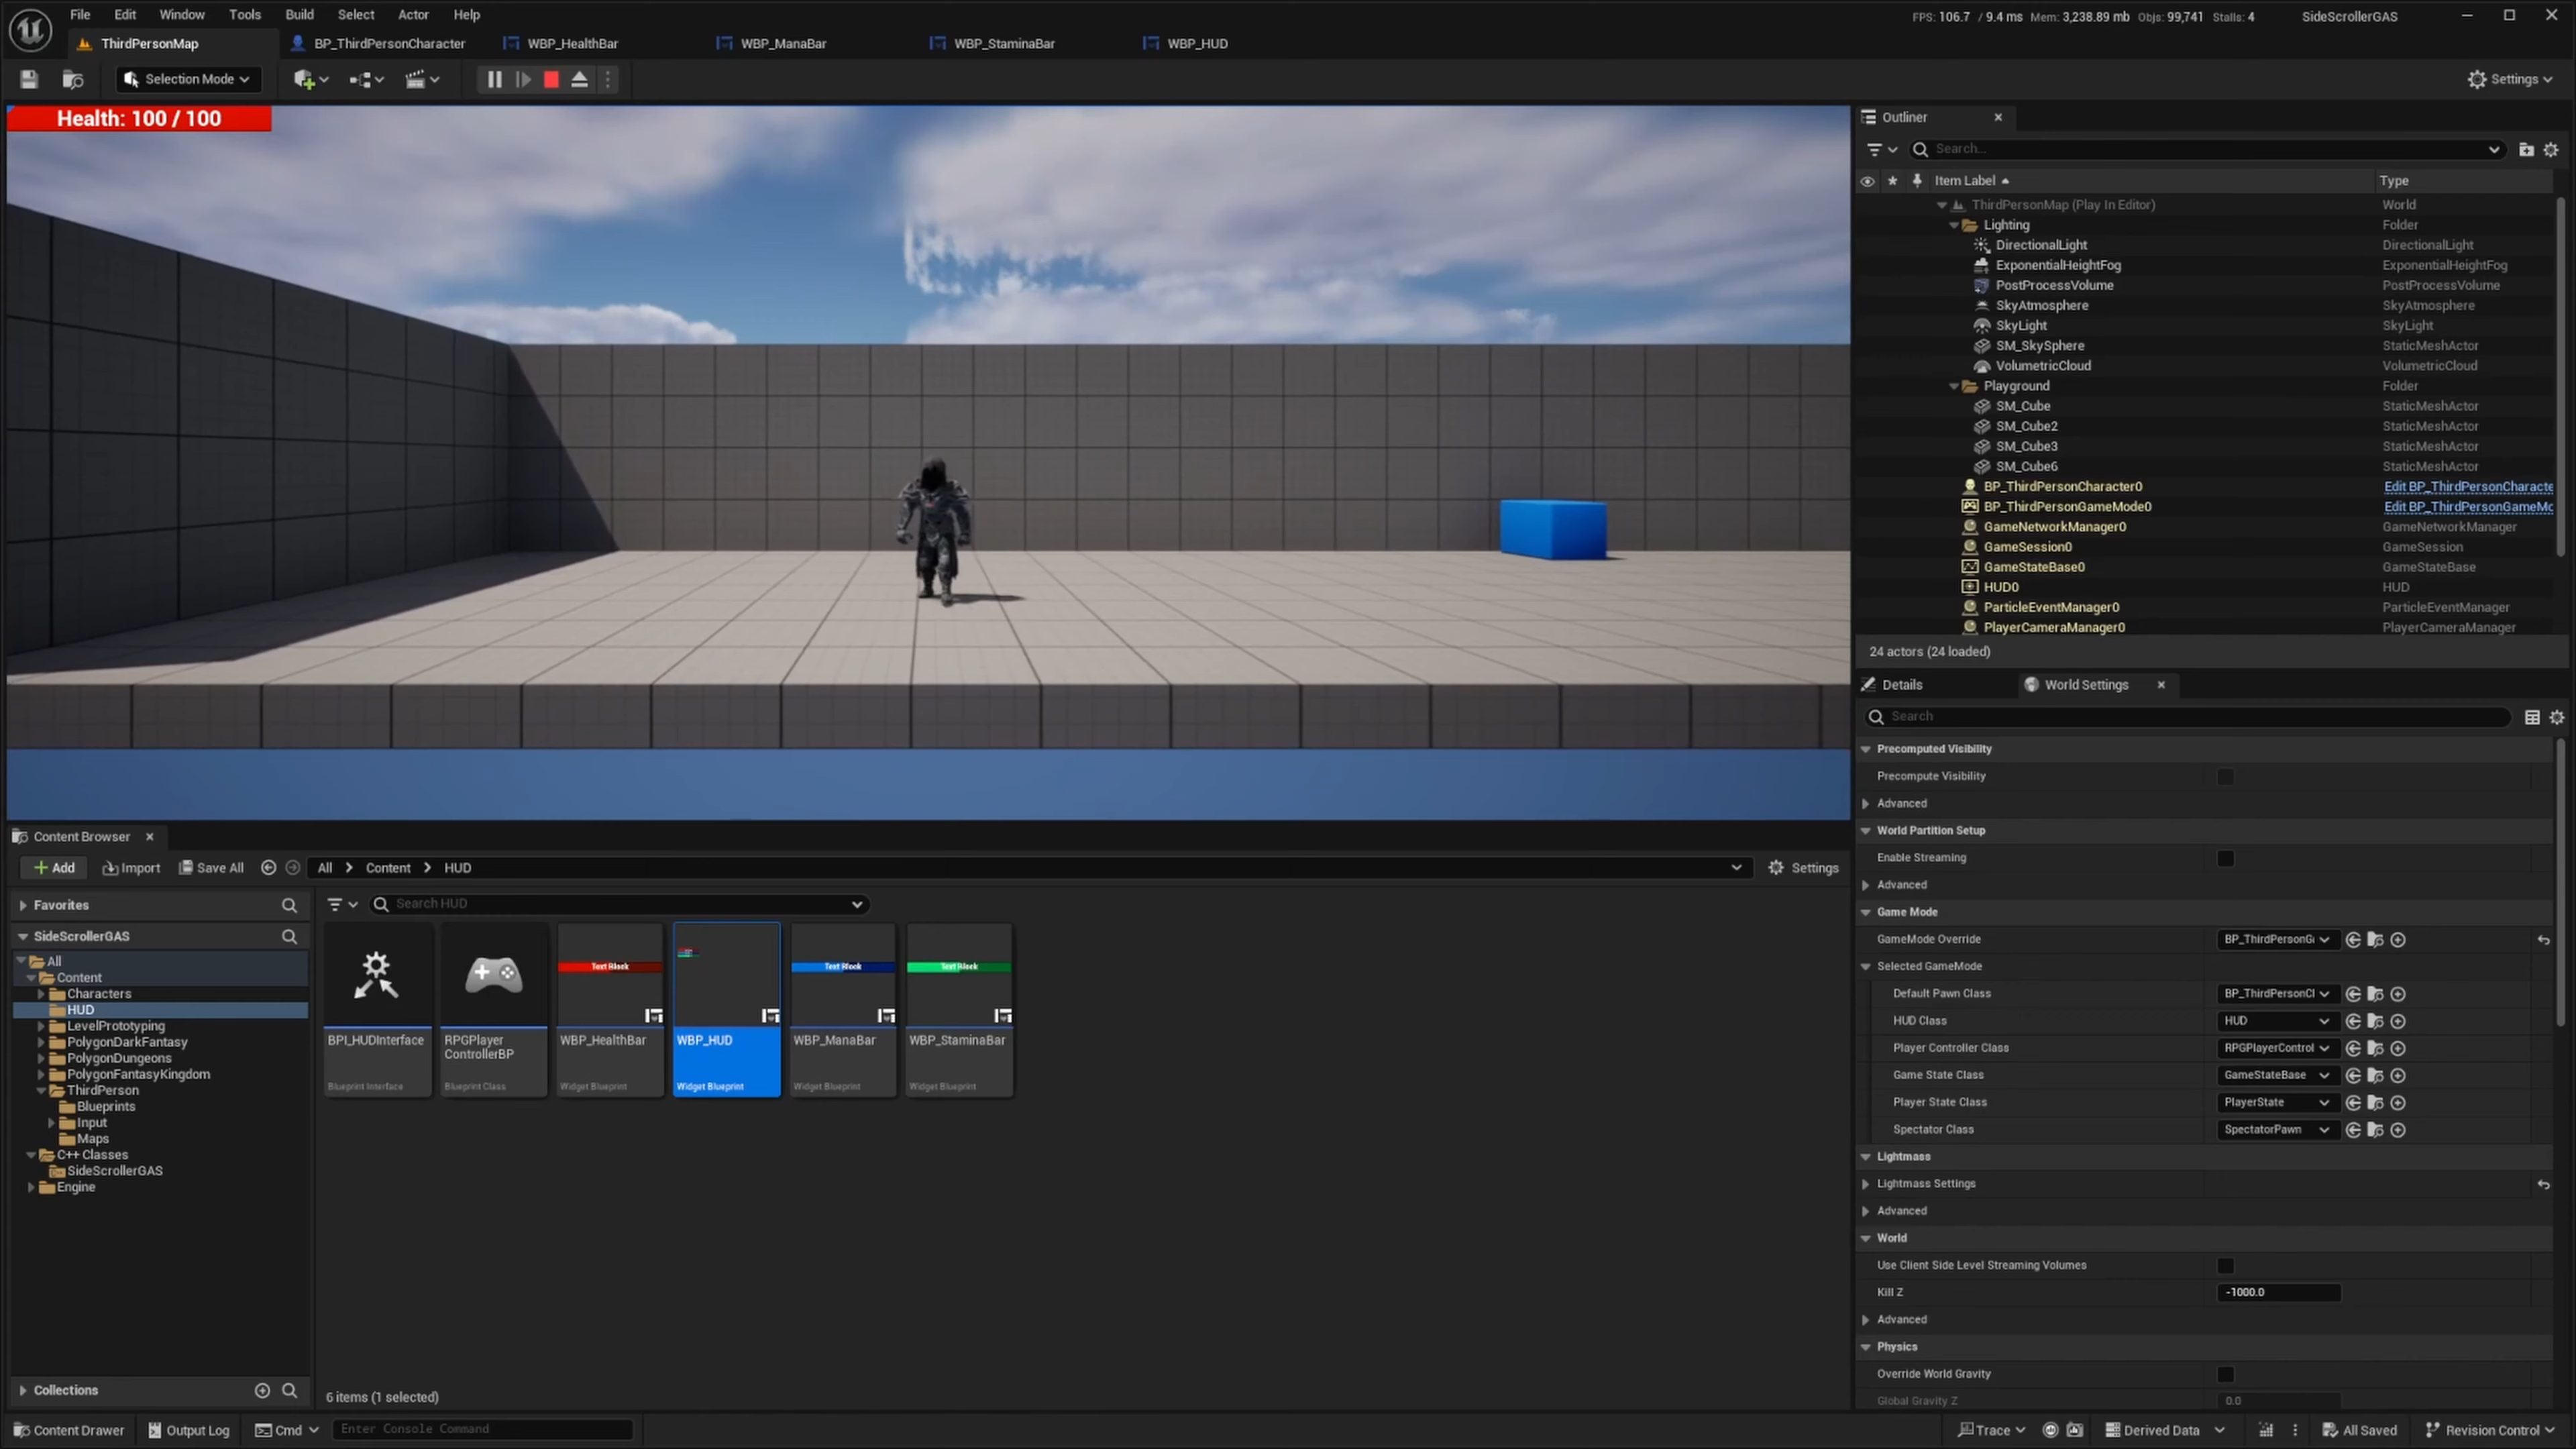 File Edit Window Tools Build Select Actor Help
FPS: 106.7 / 9.4 ms Mem: 3,238.89 mb Objs: 99,741 Stalls: 4 SideScrollerGAS
ThirdPersonMap BP_ThirdPersonCharacter WBP_HealthBar WBP_ManaBar WBP_StaminaBar WBP_HUD
Selection Mode
Settings
Health: 100 / 100
Outliner
Search...
Item Label Type
ThirdPersonMap (Play In Editor) World
Lighting Folder
DirectionalLight DirectionalLight
ExponentialHeightFog ExponentialHeightFog
PostProcessVolume PostProcessVolume
SkyAtmosphere SkyAtmosphere
SkyLight SkyLight
SM_SkySphere StaticMeshActor
VolumetricCloud VolumetricCloud
Playground Folder
SM_Cube StaticMeshActor
SM_Cube2 StaticMeshActor
SM_Cube3 StaticMeshActor
SM_Cube6 StaticMeshActor
BP_ThirdPersonCharacter0 Edit BP_ThirdPersonCharacte
BP_ThirdPersonGameMode0 Edit BP_ThirdPersonGameMo
GameNetworkManager0 GameNetworkManager
GameSession0 GameSession
GameStateBase0 GameStateBase
HUD0 HUD
ParticleEventManager0 ParticleEventManager
PlayerCameraManager0 PlayerCameraManager
24 actors (24 loaded)
Details World Settings
Search
Precomputed Visibility
Precompute Visibility
Advanced
World Partition Setup
Enable Streaming
Advanced
Game Mode
GameMode Override BP_ThirdPersonG
Selected GameMode
Default Pawn Class BP_ThirdPersonCl
HUD Class HUD
Player Controller Class RPGPlayerControl
Game State Class GameStateBase
Player State Class PlayerState
Spectator Class SpectatorPawn
Lightmass
Lightmass Settings
Advanced
World
Use Client Side Level Streaming Volumes
Kill Z -1000.0
Advanced
Physics
Override World Gravity
Global Gravity Z 0.0
Content Browser
Add Import Save All All Content HUD Settings
Favorites
Search HUD
SideScrollerGAS
All
Content
Characters
HUD
LevelPrototyping
PolygonDarkFantasy
PolygonDungeons
PolygonFantasyKingdom
ThirdPerson
Blueprints
Input
Maps
C++ Classes
SideScrollerGAS
Engine
Collections
Text Block Text Block Text Block
BPI_HUDInterface RPGPlayer WBP_HealthBar WBP_HUD WBP_ManaBar WBP_StaminaBar
ControllerBP
Blueprint Interface Blueprint Class Widget Blueprint Widget Blueprint Widget Blueprint Widget Blueprint
6 items (1 selected)
Content Drawer Output Log Cmd Enter Console Command
Trace Derived Data All Saved Revision Control